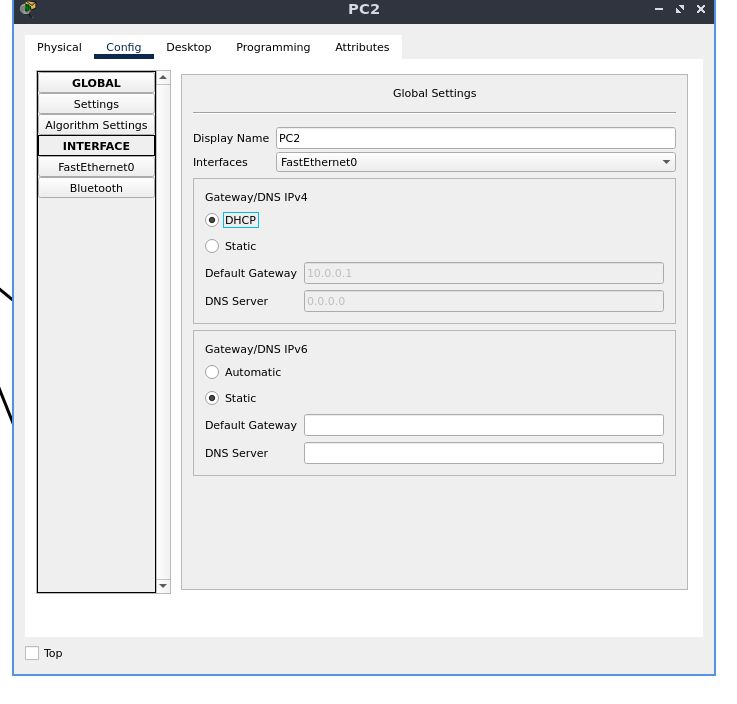 PC2
Physical Config Desktop Programming Attributes
GLOBAL
Settings
Algorithm Settings
INTERFACE
FastEthernet0
Bluetooth
Global Settings
Display Name PC2
Interfaces FastEthernet0
Gateway/DNS IPv4
DHCP
Static
Default Gateway 10.0.0.1
DNS Server 0.0.0.0
Gateway/DNS IPv6
Automatic
Static
Default Gateway
DNS Server
Top